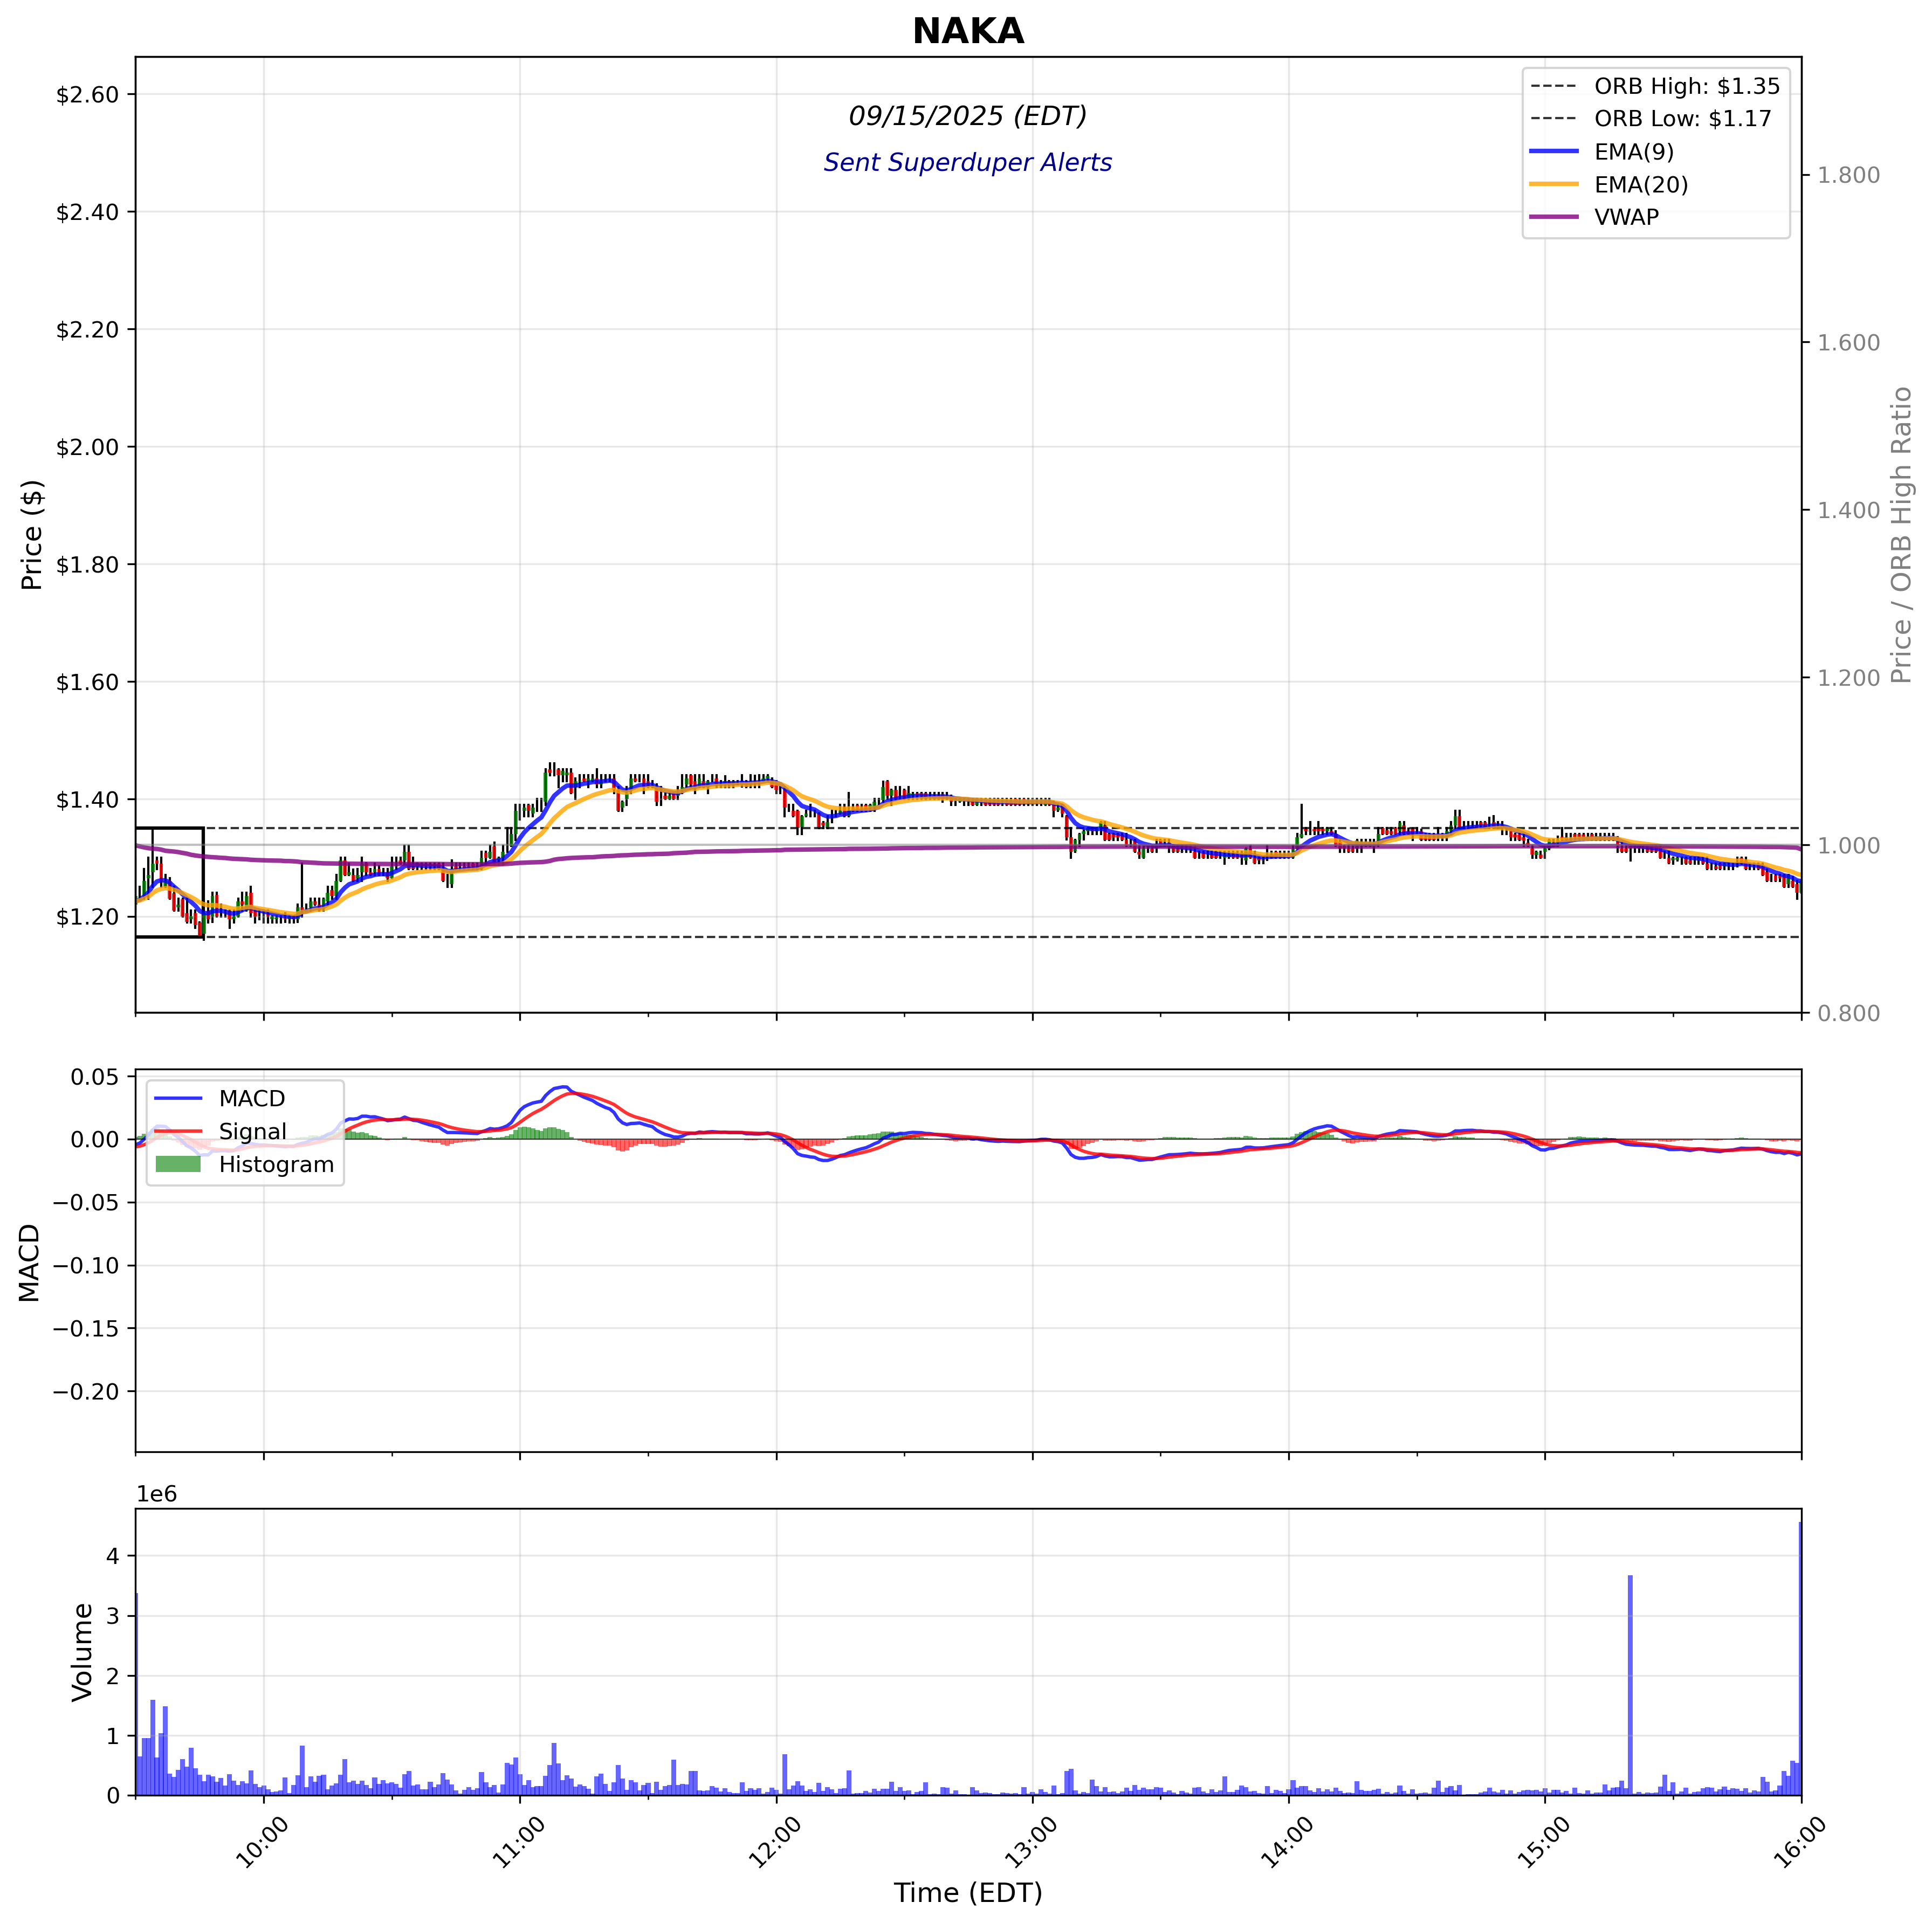 NAKA
09/15/2025 (EDT)
Sent Superduper Alerts
ORB High: $1.35
ORB Low: $1.17
EMA(9)
EMA(20)
VWAP
Price ($)
$2.60
$2.40
$2.20
$2.00
$1.80
$1.60
$1.40
$1.20
1.800
1.600
1.400
1.200
1.000
0.800
Price / ORB High Ratio
MACD
0.05
0.00
−0.05
−0.10
−0.15
−0.20
MACD
Signal
Histogram
1e6
Volume
4
3
2
1
0
10:00
11:00
12:00
13:00
14:00
15:00
16:00
Time (EDT)